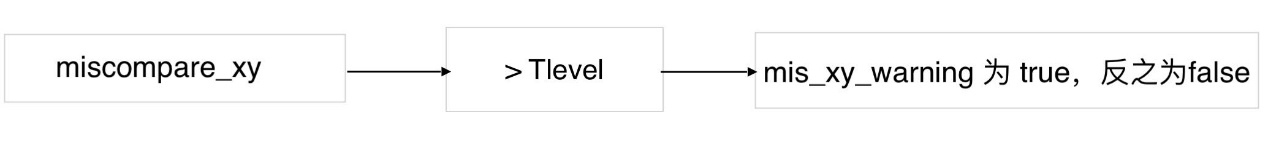 miscompare_xy
> Tlevel
mis_xy_warning 为 true，反之为false